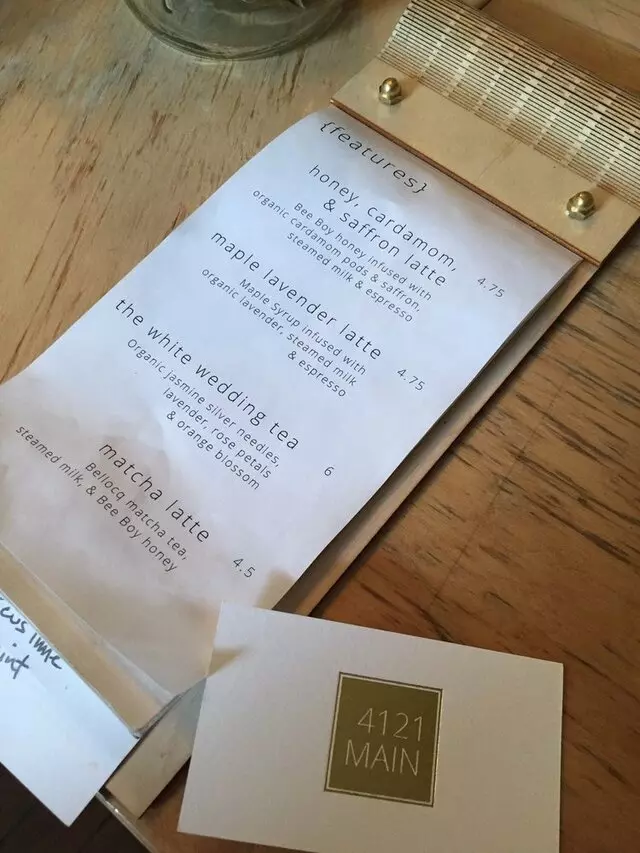 {features}
honey, cardamom,
& saffron latte
4.75
Bee Boy honey infused with
organic cardamom pods & saffron,
steamed milk & espresso
maple lavender latte
4.75
Maple Syrup infused with
organic lavender, steamed milk
& espresso
the white wedding tea
6
Organic jasmine silver needles,
lavender, rose petals
& orange blossom
matcha latte
4.5
Bellocq matcha tea,
steamed milk, & Bee Boy honey
4121
MAIN